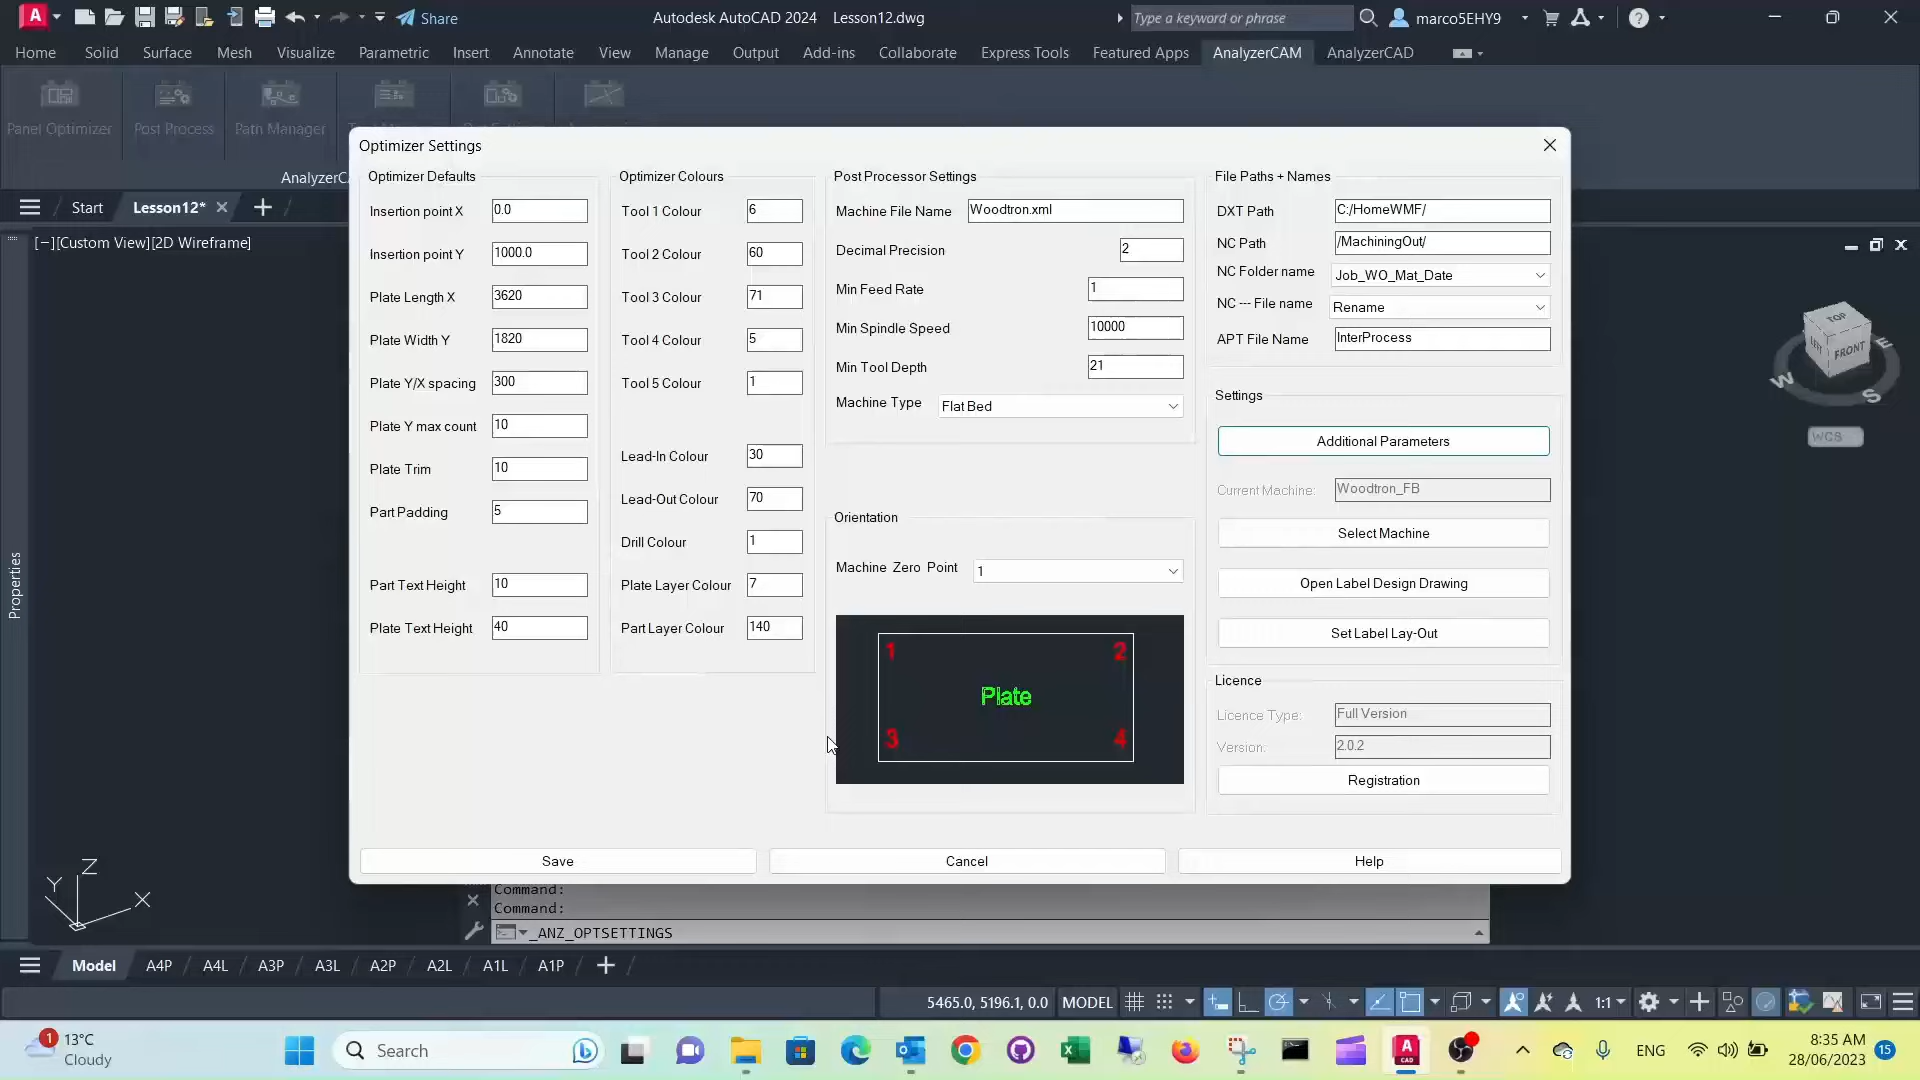 Share
Autodesk AutoCAD 2024 Lesson12.dwg
Type a keyword or phrase
marco5EHY9
Home Solid Surface Mesh Visualize Parametric Insert Annotate View Manage Output Add-ins Collaborate Express Tools Featured Apps AnalyzerCAM AnalyzerCAD
Panel Optimizer Post Process Path Manager
Start Lesson12*
[−][Custom View][2D Wireframe]
Properties
Optimizer Settings
Optimizer Defaults
Insertion point X 0.0
Insertion point Y 1000.0
Plate Length X 3620
Plate Width Y 1820
Plate Y/X spacing 300
Plate Y max count 10
Plate Trim 10
Part Padding 5
Part Text Height 10
Plate Text Height 40
Optimizer Colours
Tool 1 Colour 6
Tool 2 Colour 60
Tool 3 Colour 71
Tool 4 Colour 5
Tool 5 Colour 1
Lead-In Colour 30
Lead-Out Colour 70
Drill Colour 1
Plate Layer Colour 7
Part Layer Colour 140
Post Processor Settings
Machine File Name Woodtron.xml
Decimal Precision 2
Min Feed Rate 1
Min Spindle Speed 10000
Min Tool Depth 21
Machine Type Flat Bed
Orientation
Machine Zero Point 1
1 2
Plate
3 4
File Paths + Names
DXT Path C:/HomeWMF/
NC Path /MachiningOut/
NC Folder name Job_WO_Mat_Date
NC --- File name Rename
APT File Name InterProcess
Settings
Additional Parameters
Current Machine: Woodtron_FB
Select Machine
Open Label Design Drawing
Set Label Lay-Out
Licence
Licence Type: Full Version
Version: 2.0.2
Registration
Save Cancel Help
TOP
LEFT FRONT
E
W
S
WCS
Y Z X
Command:
Command:
_ANZ_OPTSETTINGS
Model A4P A4L A3P A3L A2P A2L A1L A1P
5465.0, 5196.1, 0.0 MODEL 1:1
1
13°C
Cloudy
Search
ENG
8:35 AM
28/06/2023
15